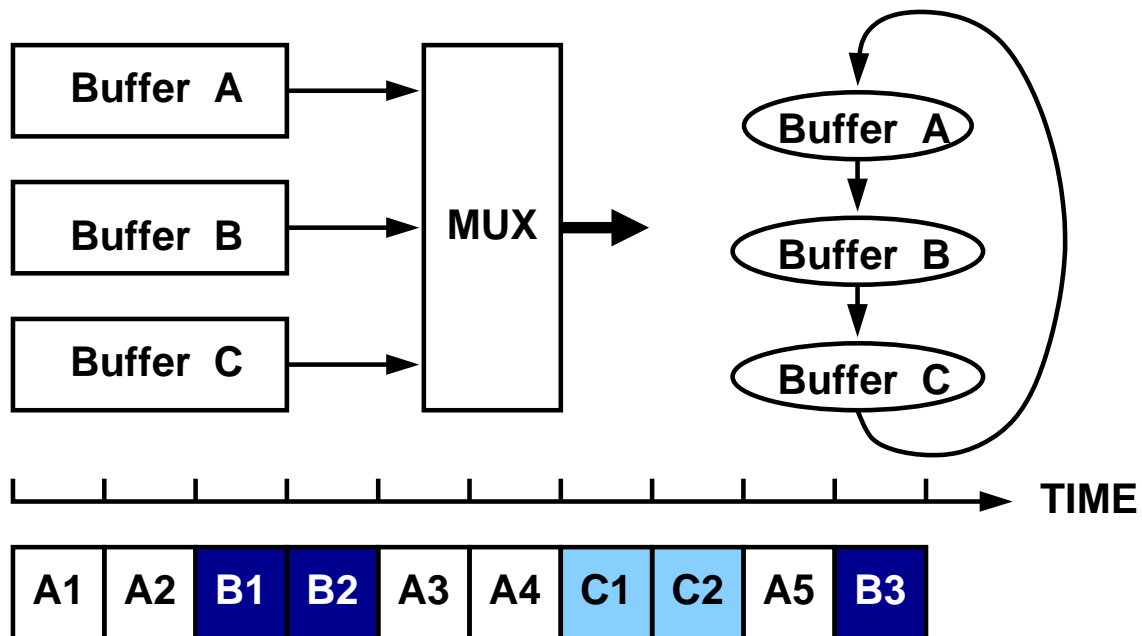 Buffer A
Buffer B
Buffer C
MUX
Buffer A
Buffer B
Buffer C
TIME
A1 A2 B1 B2 A3 A4 C1 C2 A5 B3